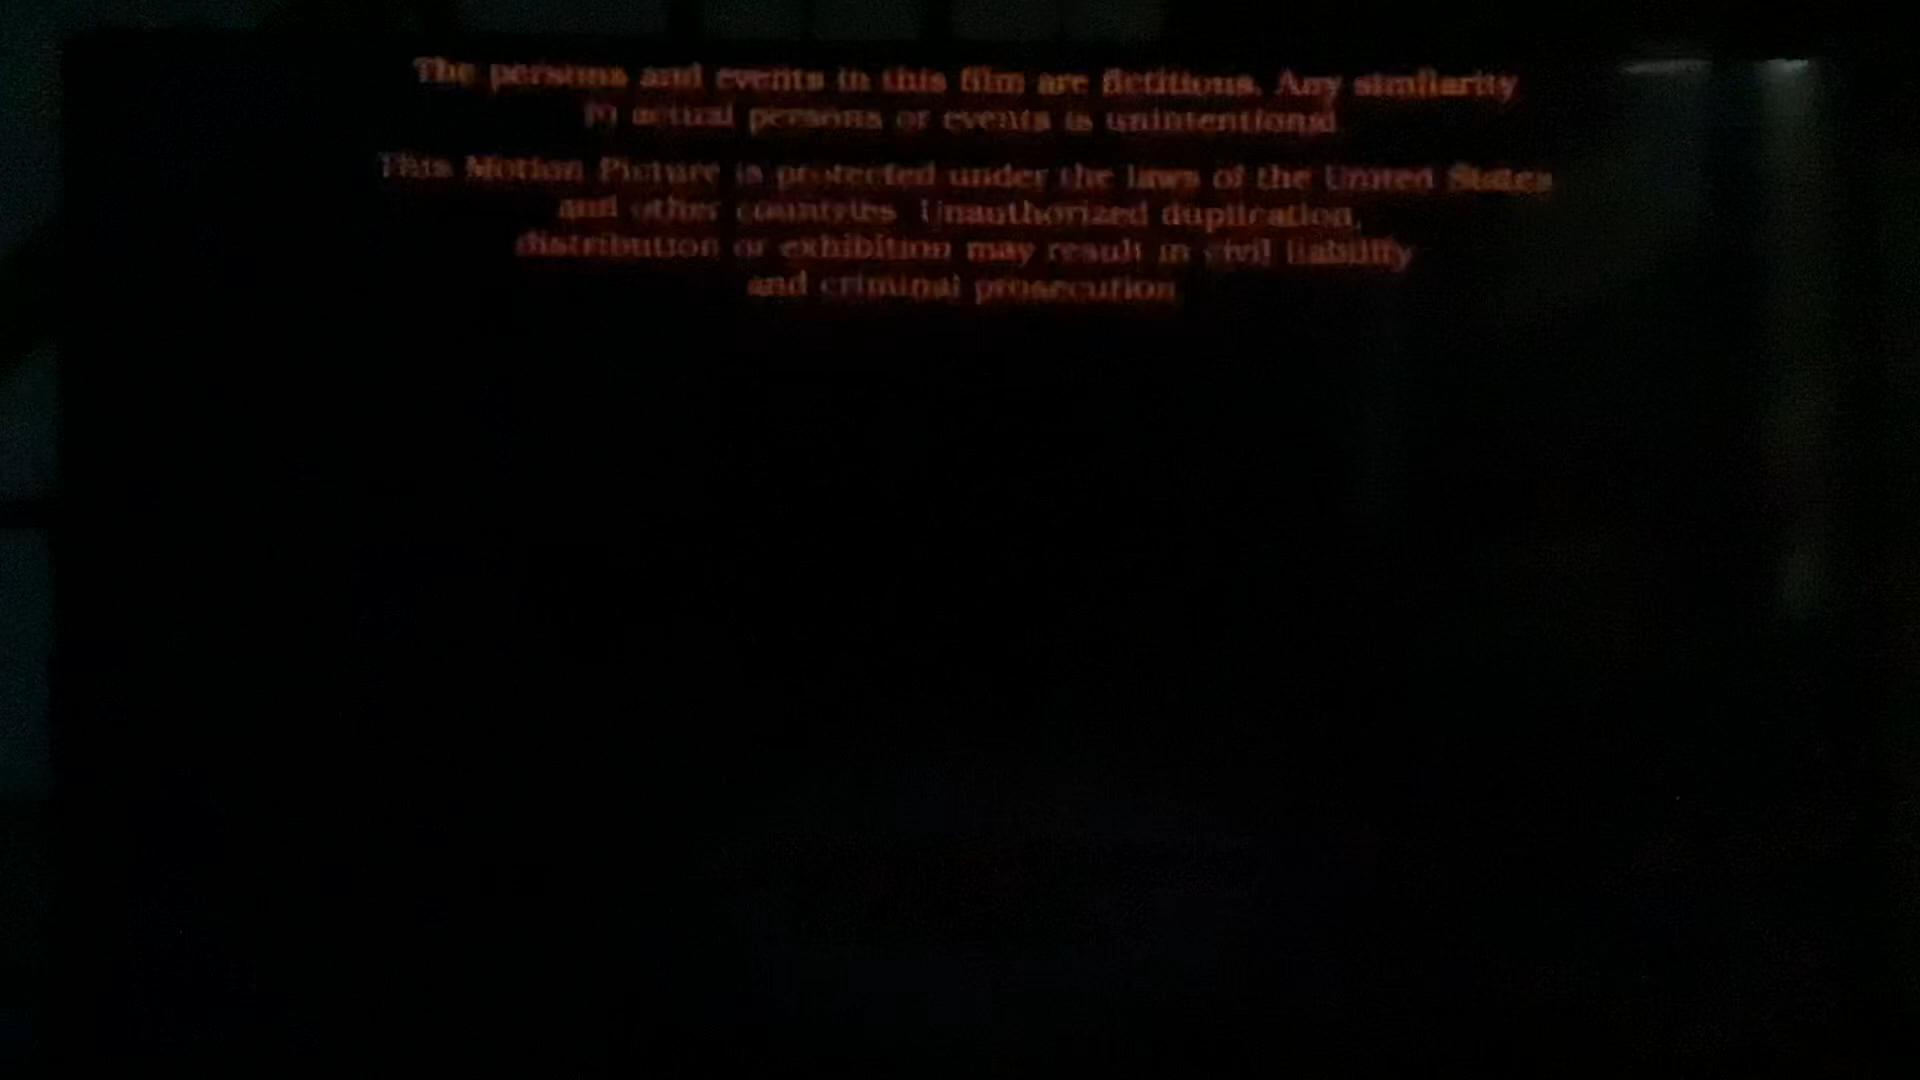 The persons and events in this film are fictitious. Any similarity
to actual persons or events is unintentional.
This Motion Picture is protected under the laws of the United States
and other countries. Unauthorized duplication,
distribution or exhibition may result in civil liability
and criminal prosecution.